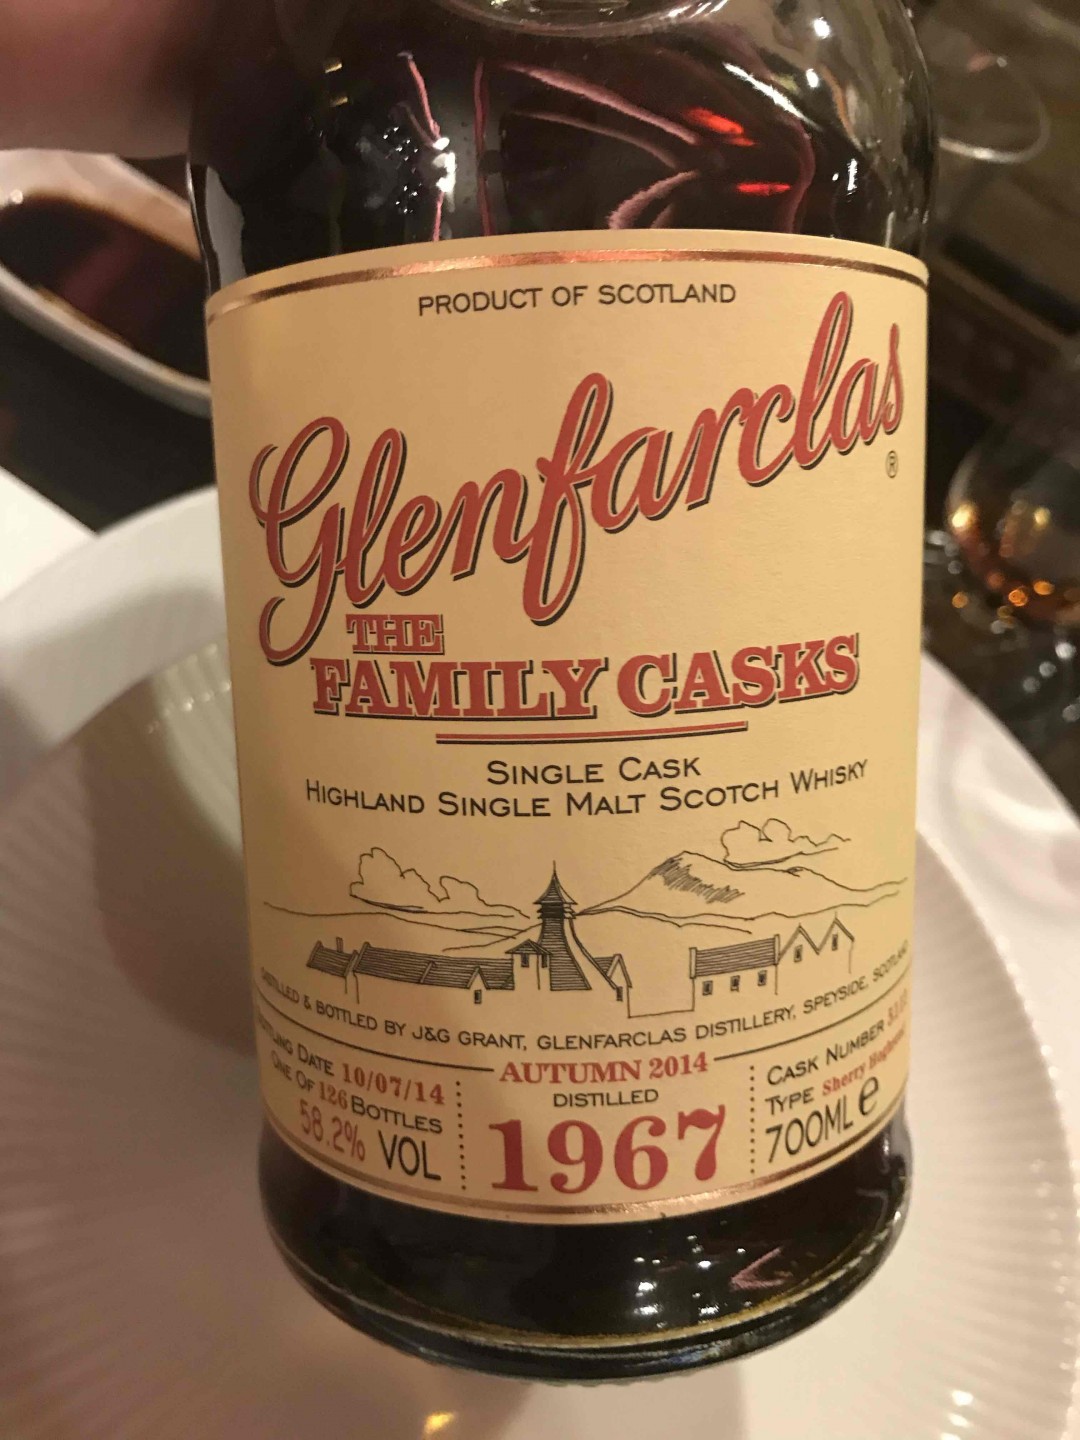 PRODUCT OF SCOTLAND
Glenfarclas®
THE
FAMILY CASKS
SINGLE CASK
HIGHLAND SINGLE MALT SCOTCH WHISKY
DISTILLED & BOTTLED BY J&G GRANT, GLENFARCLAS DISTILLERY, SPEYSIDE, SCOTLAND
BOTTLING DATE 10/07/14
ONE OF 126 BOTTLES
58.2% VOL
AUTUMN 2014
DISTILLED
1967
CASK NUMBER
TYPE Sherry Hogshead
700ML e